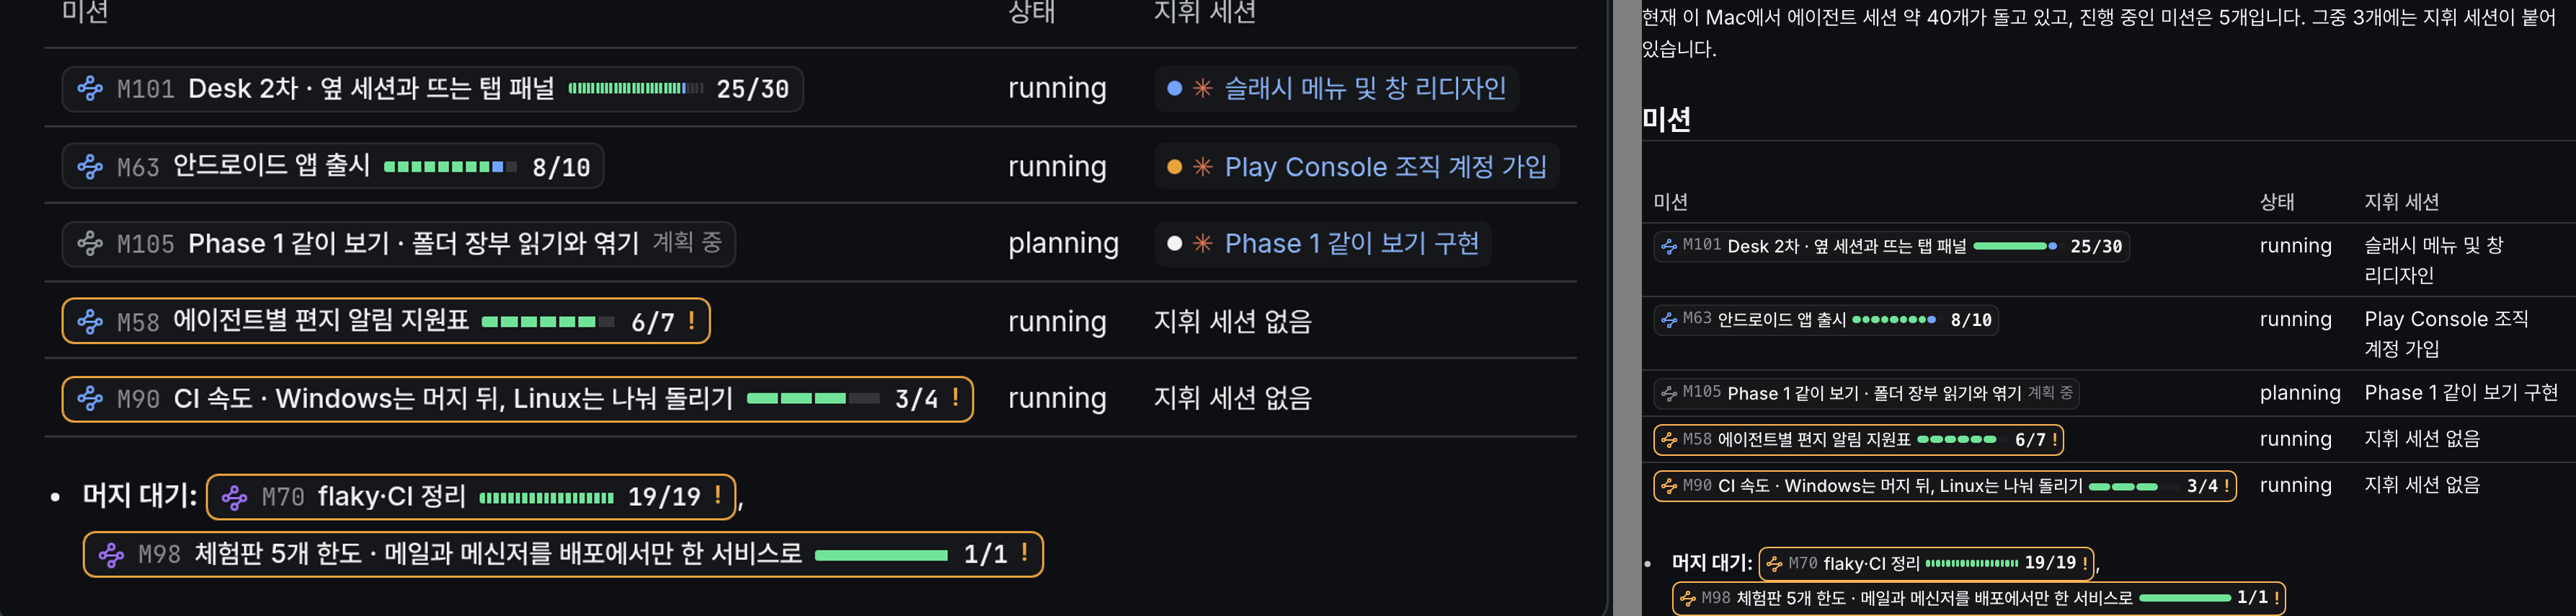 미션 상태 지휘 세션
M101 Desk 2차 · 옆 세션과 뜨는 탭 패널 25/30 running 슬래시 메뉴 및 창 리디자인
M63 안드로이드 앱 출시 8/10 running Play Console 조직 계정 가입
M105 Phase 1 같이 보기 · 폴더 장부 읽기와 엮기 계획 중 planning Phase 1 같이 보기 구현
M58 에이전트별 편지 알림 지원표 6/7 ! running 지휘 세션 없음
M90 CI 속도 · Windows는 머지 뒤, Linux는 나눠 돌리기 3/4 ! running 지휘 세션 없음
• 머지 대기: M70 flaky·CI 정리 19/19 !,
M98 체험판 5개 한도 · 메일과 메신저를 배포에서만 한 서비스로 1/1 !
현재 이 Mac에서 에이전트 세션 약 40개가 돌고 있고, 진행 중인 미션은 5개입니다. 그중 3개에는 지휘 세션이 붙어
있습니다.
미션
미션 상태 지휘 세션
M101 Desk 2차 · 옆 세션과 뜨는 탭 패널 25/30 running 슬래시 메뉴 및 창
리디자인
M63 안드로이드 앱 출시 8/10 running Play Console 조직
계정 가입
M105 Phase 1 같이 보기 · 폴더 장부 읽기와 엮기 계획 중 planning Phase 1 같이 보기 구현
M58 에이전트별 편지 알림 지원표 6/7 ! running 지휘 세션 없음
M90 CI 속도 · Windows는 머지 뒤, Linux는 나눠 돌리기 3/4 ! running 지휘 세션 없음
• 머지 대기: M70 flaky·CI 정리 19/19 !,
M98 체험판 5개 한도 · 메일과 메신저를 배포에서만 한 서비스로 1/1 !